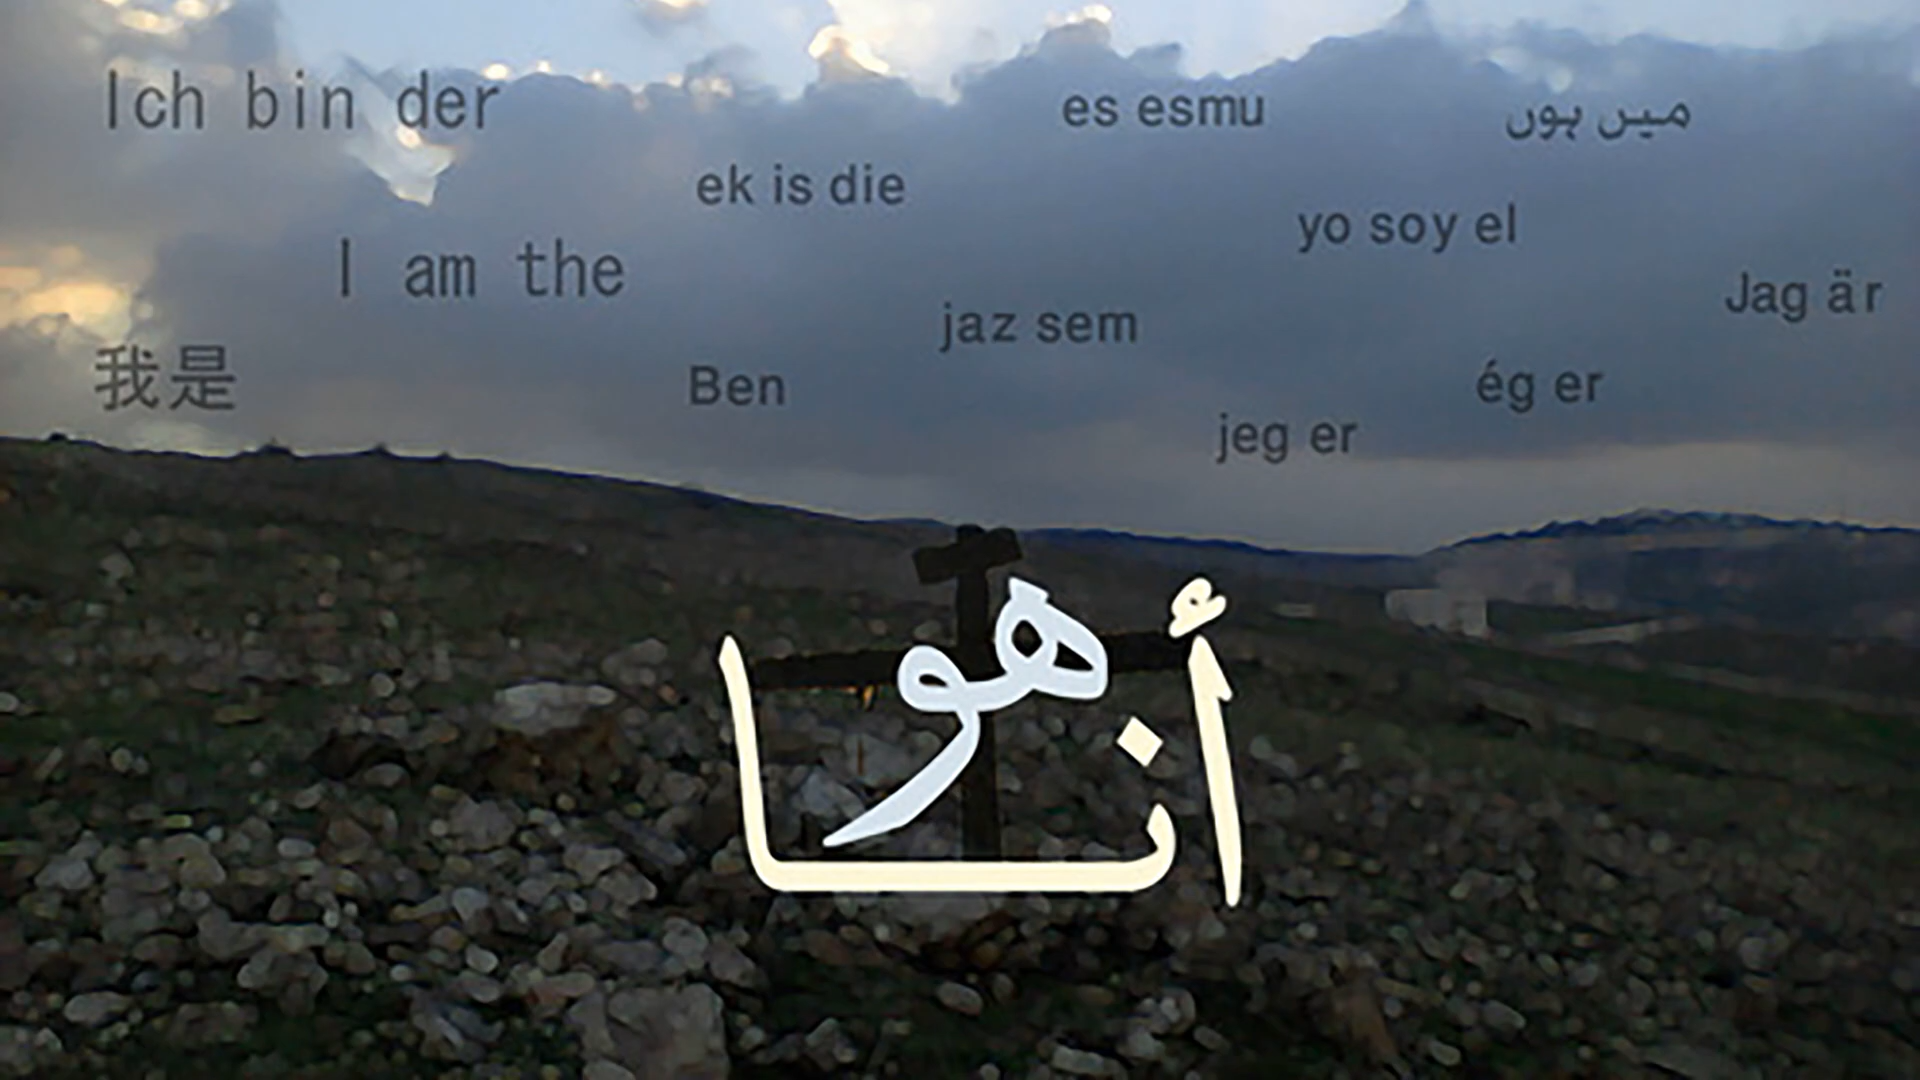 Ich bin der
es esmu
میں ہوں
ek is die
yo soy el
I am the
Jag är
jaz sem
我是
Ben
ég er
jeg er
أنا هو